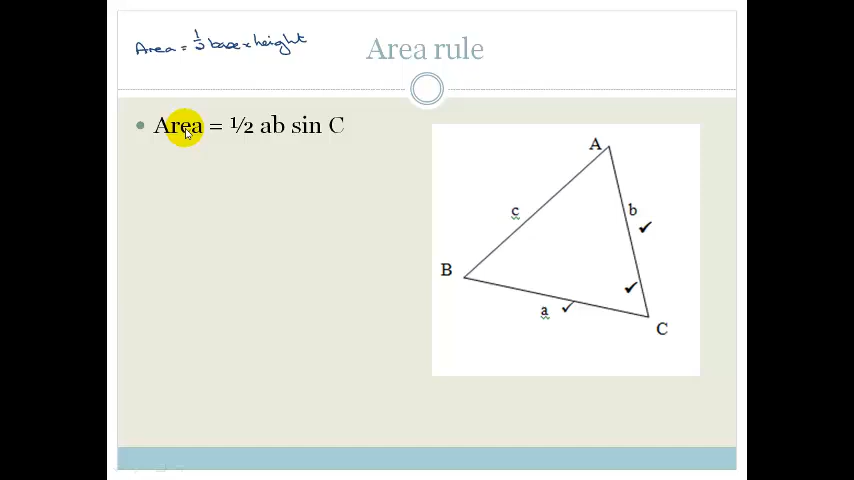 Area = ½ base × height
Area rule
• Area = ½ ab sin C
A
c
b
B
a
C